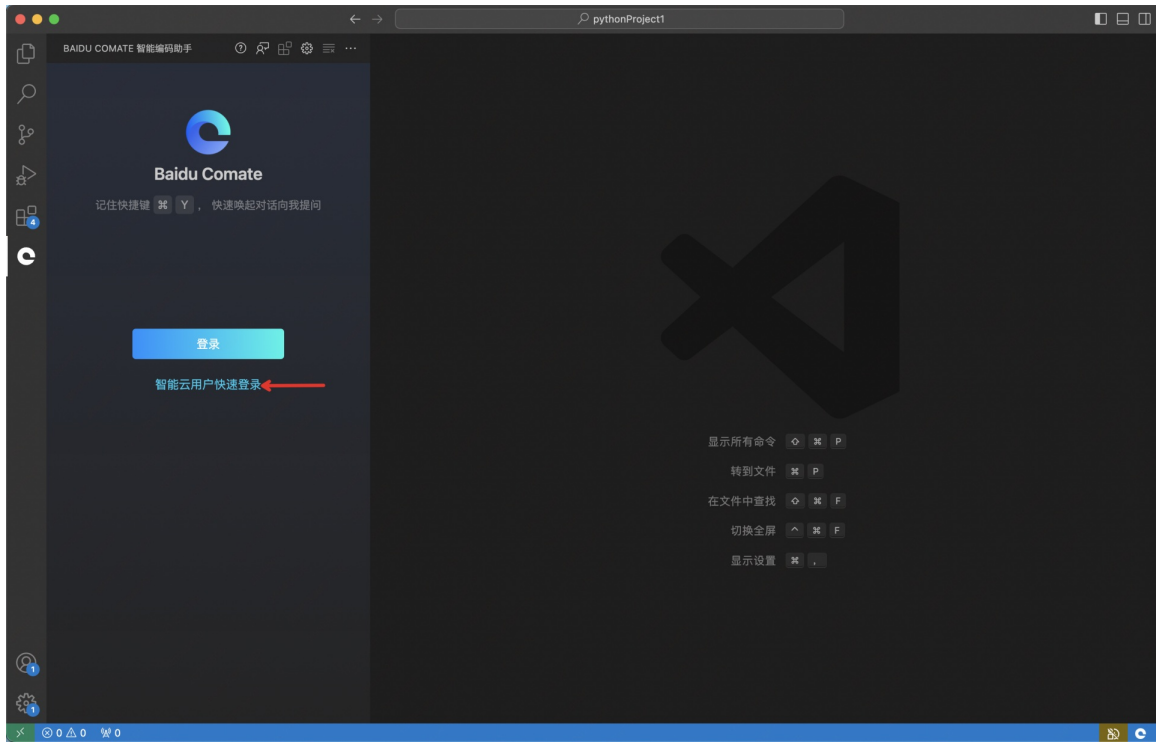 pythonProject1
BAIDU COMATE 智能编码助手
Baidu Comate
记住快捷键 ⌘ Y ， 快速唤起对话向我提问
4
登录
智能云用户快速登录
显示所有命令 ⇧ ⌘ P
转到文件 ⌘ P
在文件中查找 ⇧ ⌘ F
切换全屏 ^ ⌘ F
显示设置 ⌘ ,
1
1
0 0 0